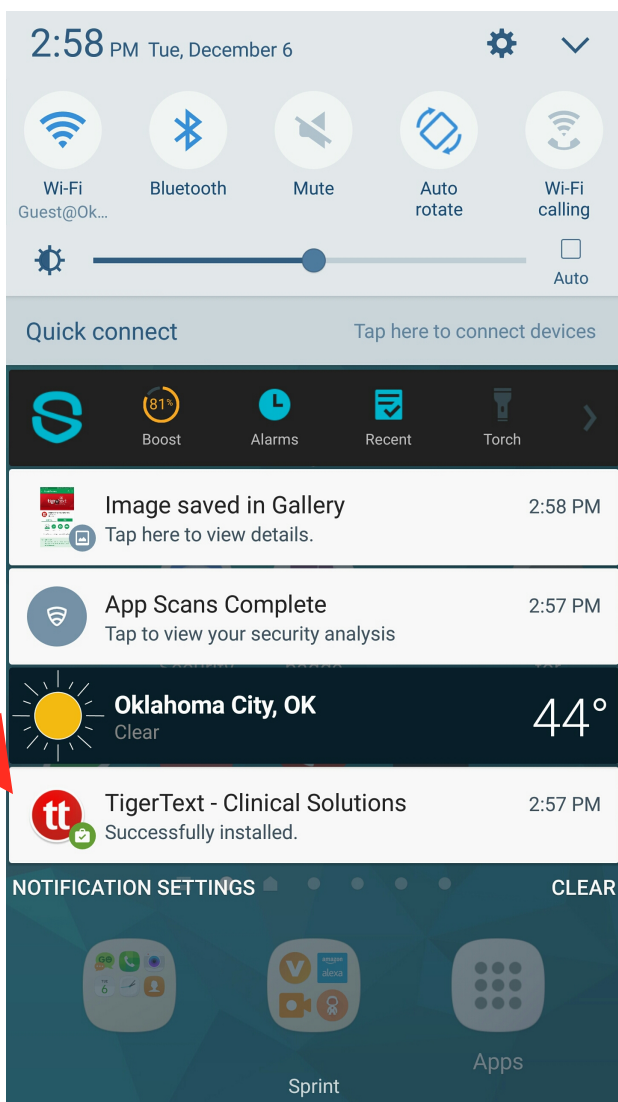 2:58 PM Tue, December 6
Wi-Fi
Guest@Ok...
Bluetooth
Mute
Auto
rotate
Wi-Fi
calling
Auto
Quick connect
Tap here to connect devices
81%
Boost
Alarms
Recent
Torch
Image saved in Gallery 2:58 PM
Tap here to view details.
App Scans Complete 2:57 PM
Tap to view your security analysis
Oklahoma City, OK
Clear
44°
tt
TigerText - Clinical Solutions 2:57 PM
Successfully installed.
NOTIFICATION SETTINGS
CLEAR
GO
6
amazon
alexa
Apps
Sprint